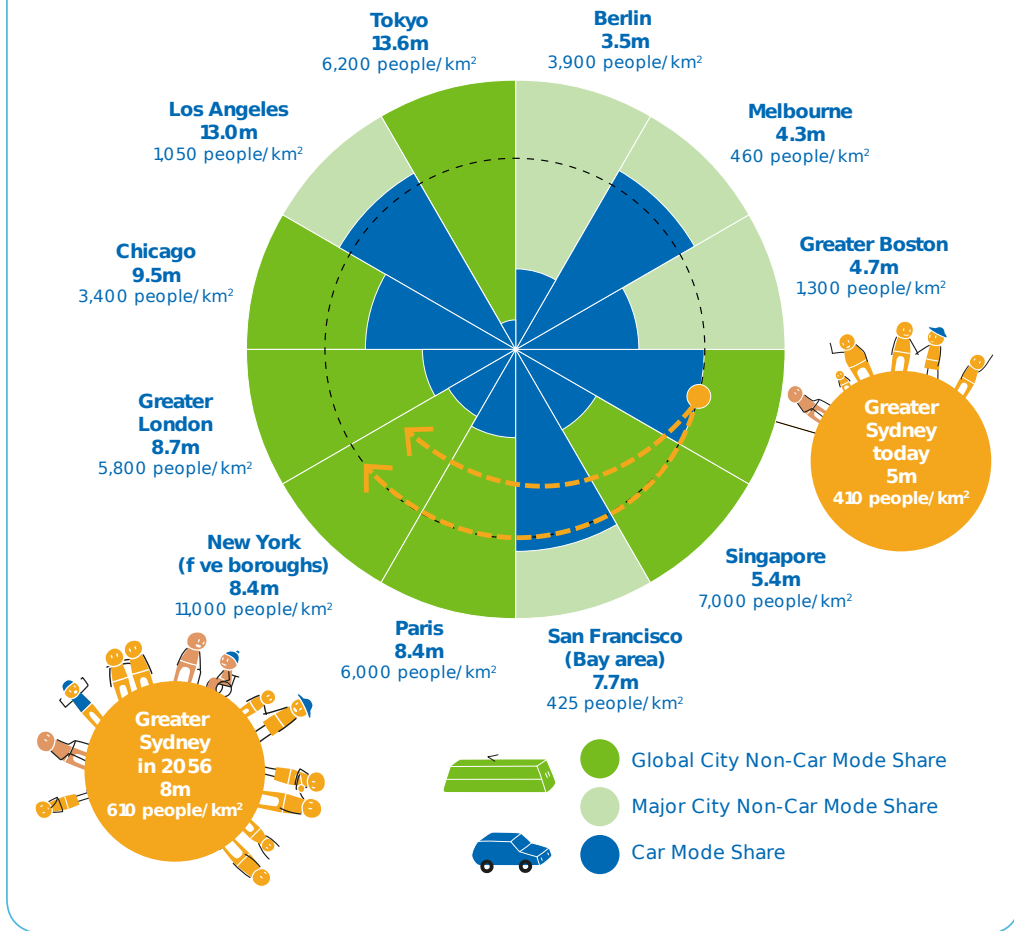 Tokyo
13.6m
6,200 people/km²
Berlin
3.5m
3,900 people/km²
Los Angeles
13.0m
1,050 people/km²
Melbourne
4.3m
460 people/km²
Chicago
9.5m
3,400 people/km²
Greater Boston
4.7m
1,300 people/km²
Greater
London
8.7m
5,800 people/km²
Greater
Sydney
today
5m
410 people/km²
New York
(f ve boroughs)
8.4m
11,000 people/km²
Singapore
5.4m
7,000 people/km²
Paris
8.4m
6,000 people/km²
San Francisco
(Bay area)
7.7m
425 people/km²
Greater
Sydney
in 2056
8m
610 people/km²
Global City Non-Car Mode Share
Major City Non-Car Mode Share
Car Mode Share